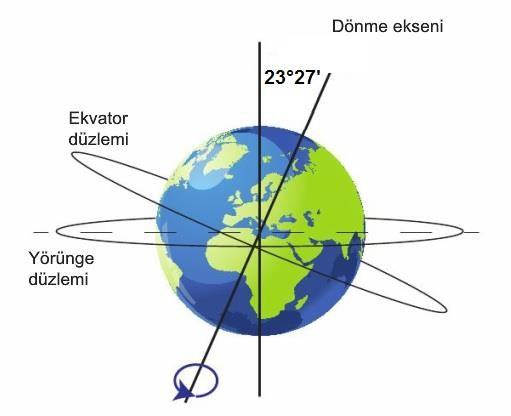 Dönme ekseni
23°27'
Ekvator
düzlemi
Yörünge
düzlemi